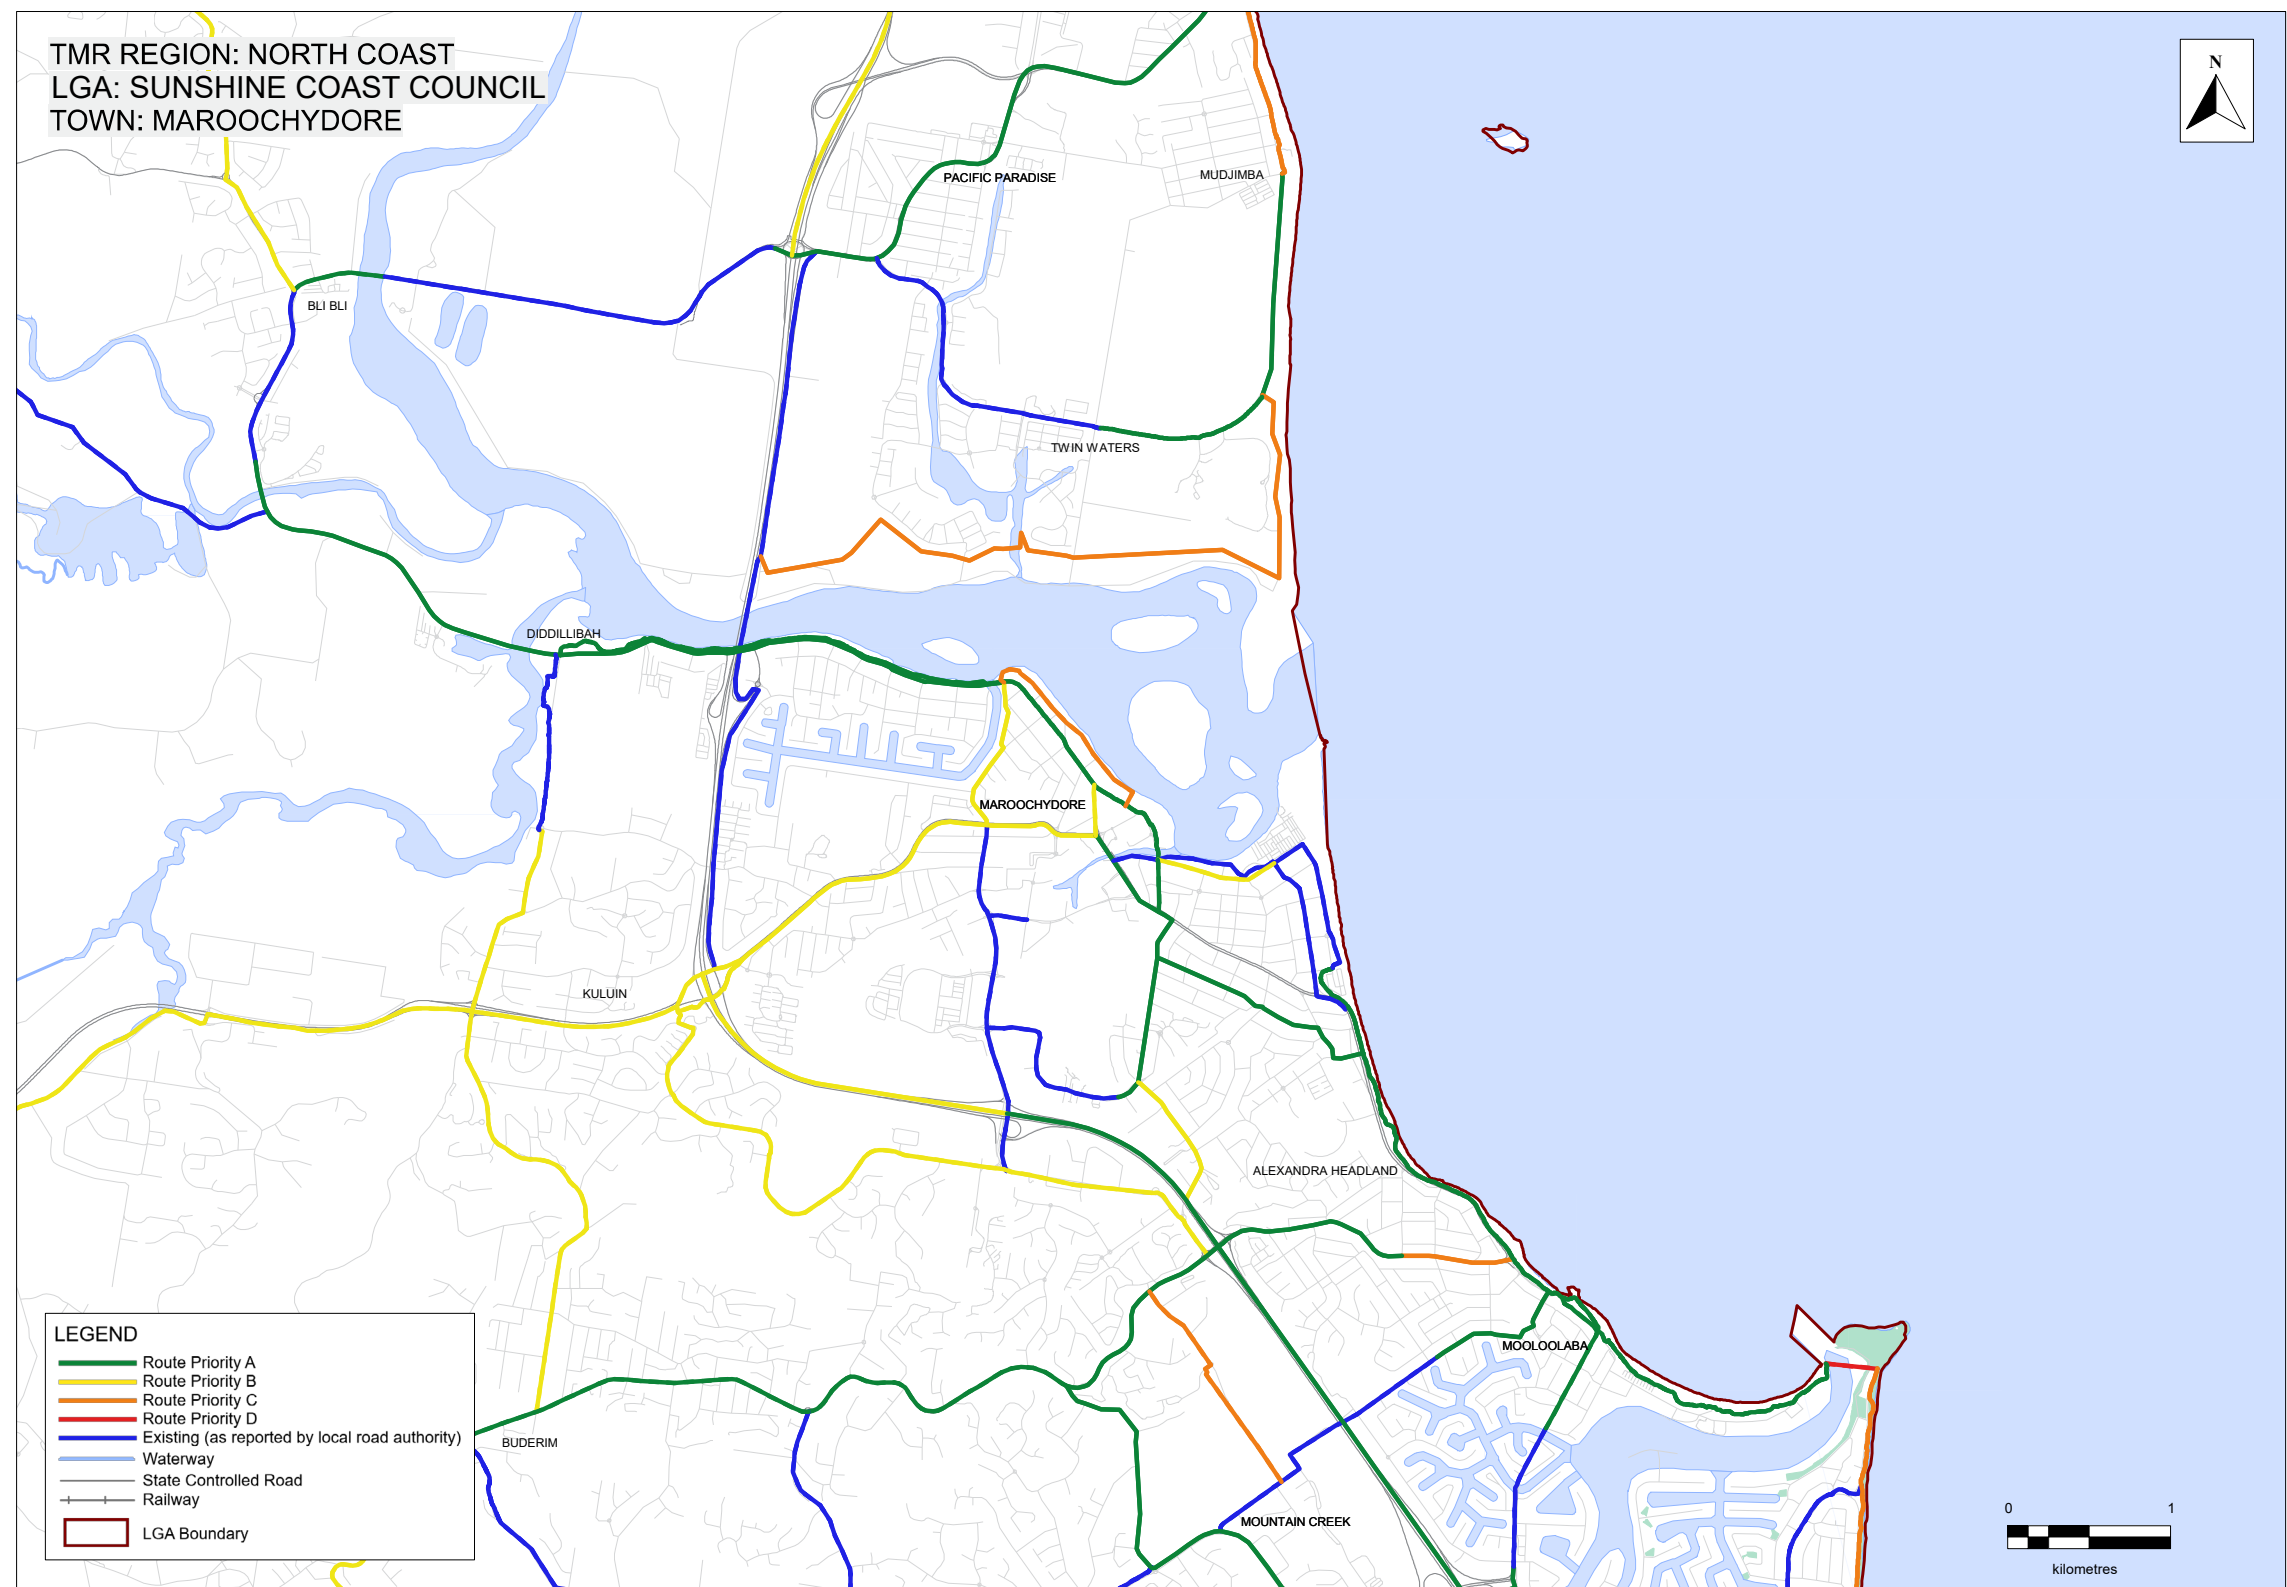 TMR REGION: NORTH COAST
LGA: SUNSHINE COAST COUNCIL
TOWN: MAROOCHYDORE
N
PACIFIC PARADISE
MUDJIMBA
BLI BLI
TWIN WATERS
DIDDILLIBAH
MAROOCHYDORE
KULUIN
ALEXANDRA HEADLAND
MOOLOOLABA
BUDERIM
MOUNTAIN CREEK
LEGEND
Route Priority A
Route Priority B
Route Priority C
Route Priority D
Existing (as reported by local road authority)
Waterway
State Controlled Road
Railway
LGA Boundary
0 1
kilometres